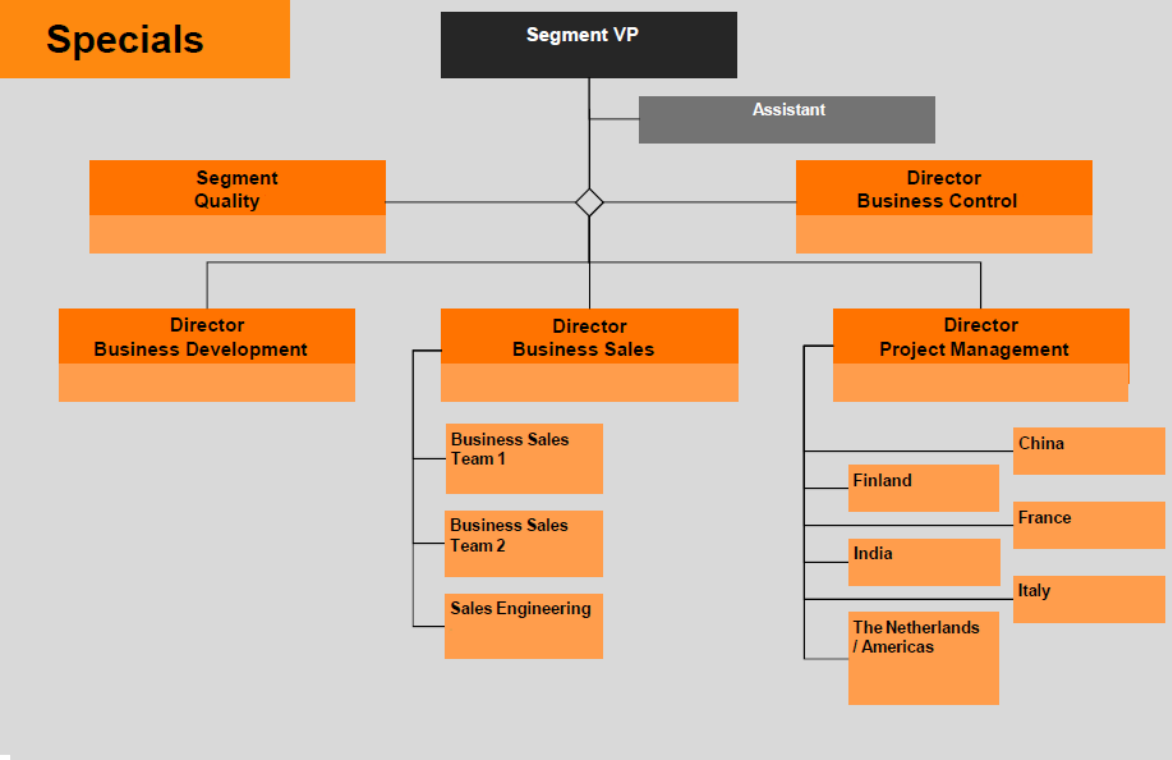 Specials
Segment VP
Assistant
Segment
Quality
Director
Business Control
Director
Business Development
Director
Business Sales
Director
Project Management
Business Sales
Team 1
Business Sales
Team 2
Sales Engineering
China
Finland
France
India
Italy
The Netherlands
/ Americas